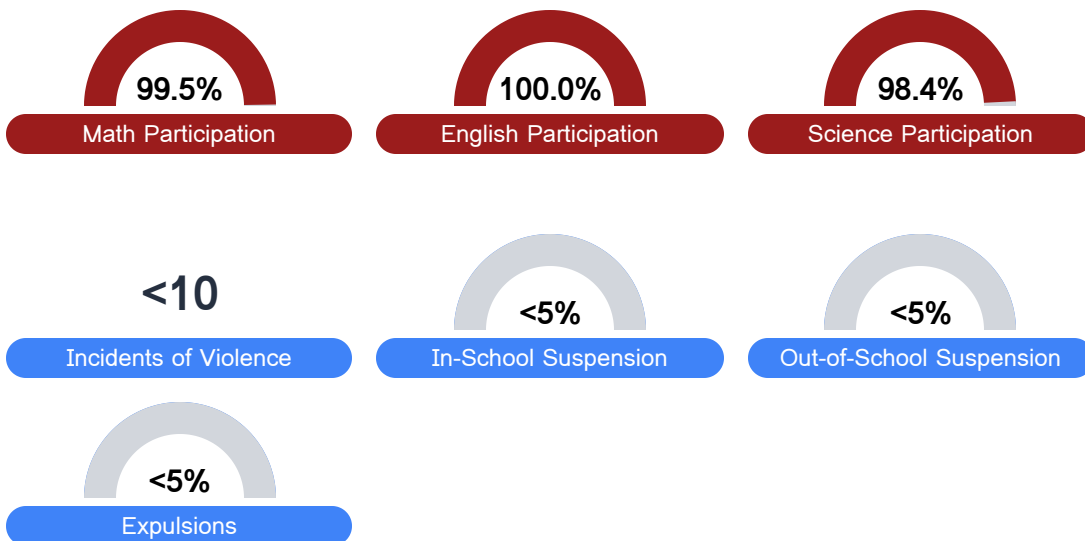 99.5%
100.0%
98.4%
Math Participation
English Participation
Science Participation
<10
<5%
<5%
Incidents of Violence
In-School Suspension
Out-of-School Suspension
<5%
Expulsions